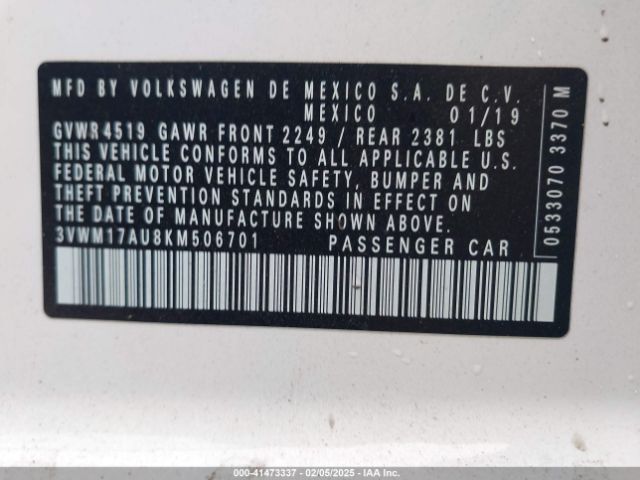 MFD BY VOLKSWAGEN DE MEXICO S.A. DE C.V.
MEXICO 01/19
GVWR 4519 GAWR FRONT 2249 / REAR 2381 LBS
THIS VEHICLE CONFORMS TO ALL APPLICABLE U.S.
FEDERAL MOTOR VEHICLE SAFETY, BUMPER AND
THEFT PREVENTION STANDARDS IN EFFECT ON
THE DATE OF MANUFACTURE SHOWN ABOVE.
3VWM17AU8KM506701 PASSENGER CAR
0533070 3370 M
000-41473337 - 02/05/2025 - IAA Inc.